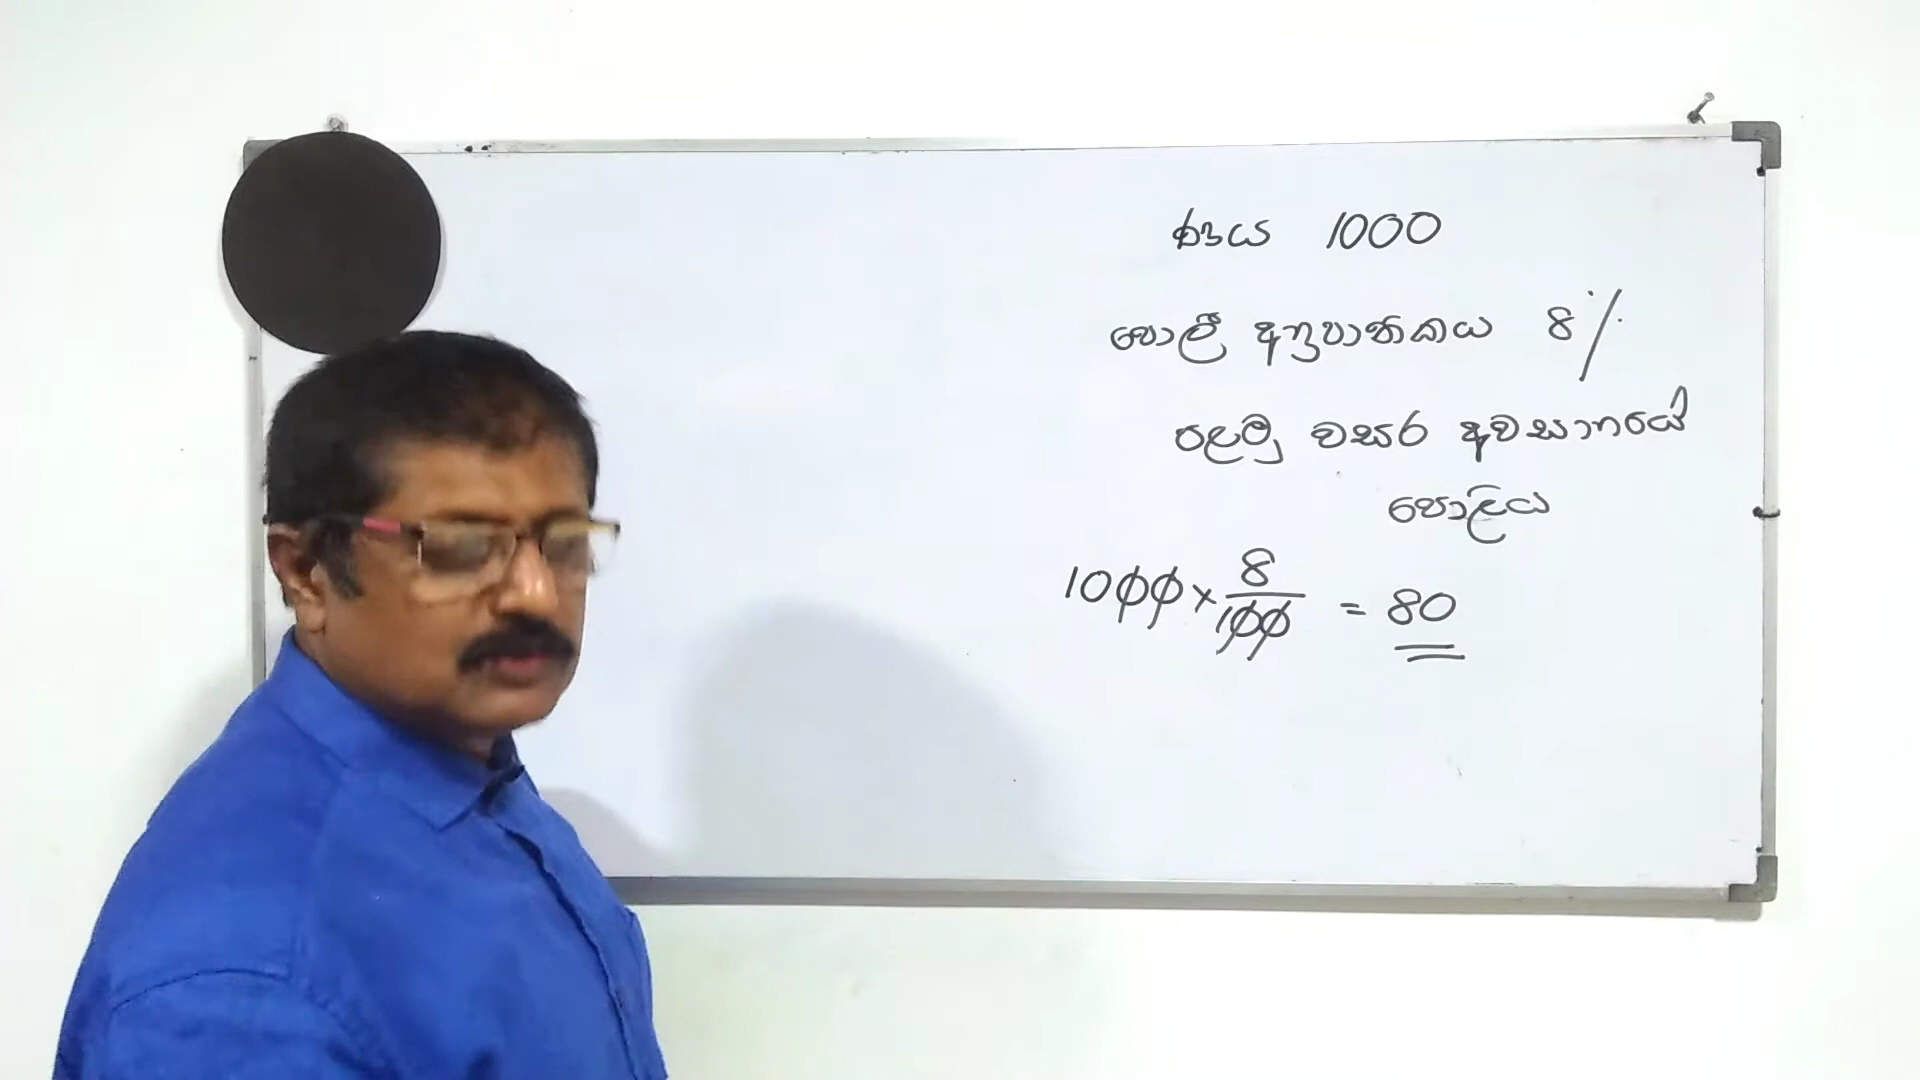 ණය 1000
පොලී අනුපාතිකය 8%
පළමු වසර අවසානයේ
පොළිය
1000 × 8/100 = 80